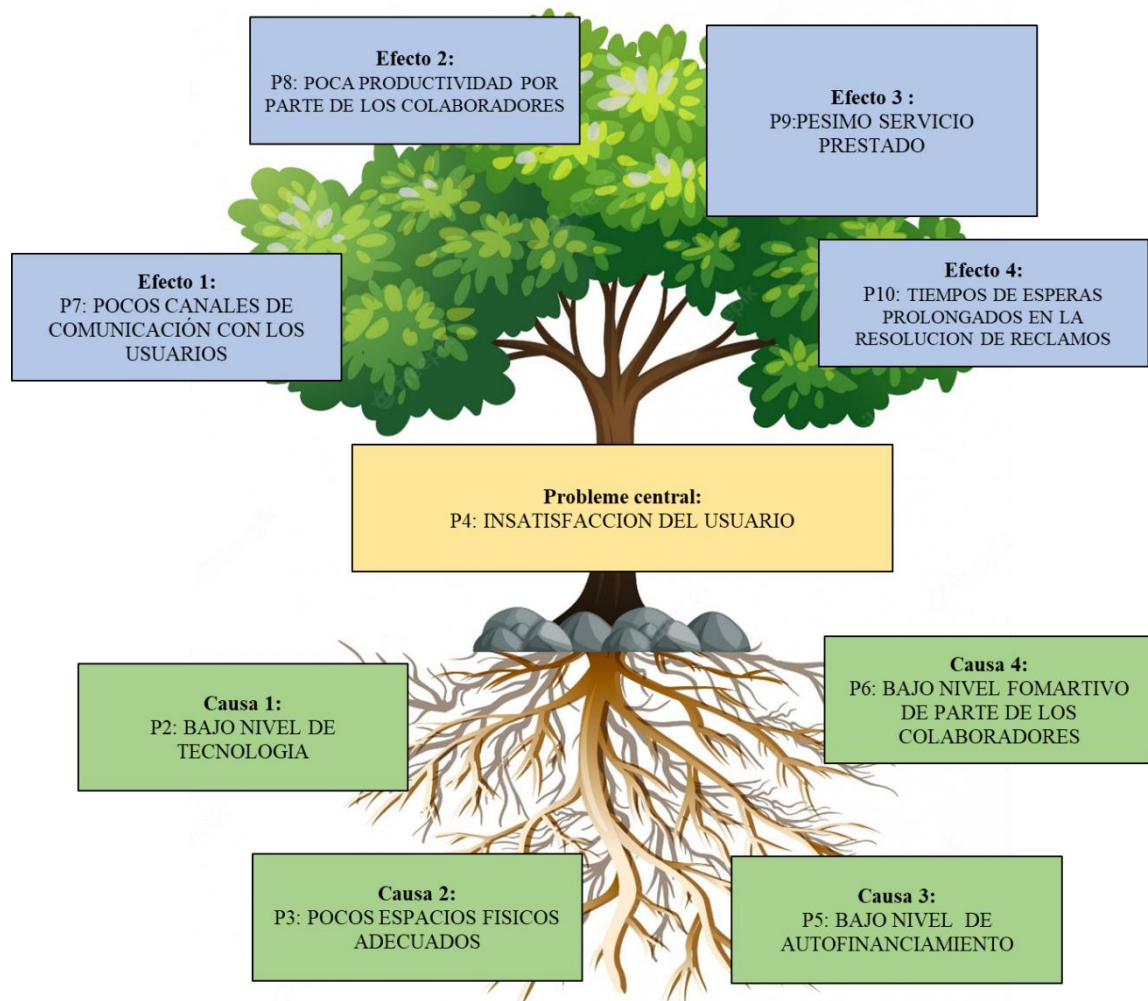 Efecto 2:
P8: POCA PRODUCTIVIDAD POR
PARTE DE LOS COLABORADORES
Efecto 3 :
P9:PESIMO SERVICIO
PRESTADO
Efecto 1:
P7: POCOS CANALES DE
COMUNICACIÓN CON LOS
USUARIOS
Efecto 4:
P10: TIEMPOS DE ESPERAS
PROLONGADOS EN LA
RESOLUCION DE RECLAMOS
Probleme central:
P4: INSATISFACCION DEL USUARIO
Causa 1:
P2: BAJO NIVEL DE
TECNOLOGIA
Causa 4:
P6: BAJO NIVEL FOMARTIVO
DE PARTE DE LOS
COLABORADORES
Causa 2:
P3: POCOS ESPACIOS FISICOS
ADECUADOS
Causa 3:
P5: BAJO NIVEL  DE
AUTOFINANCIAMIENTO